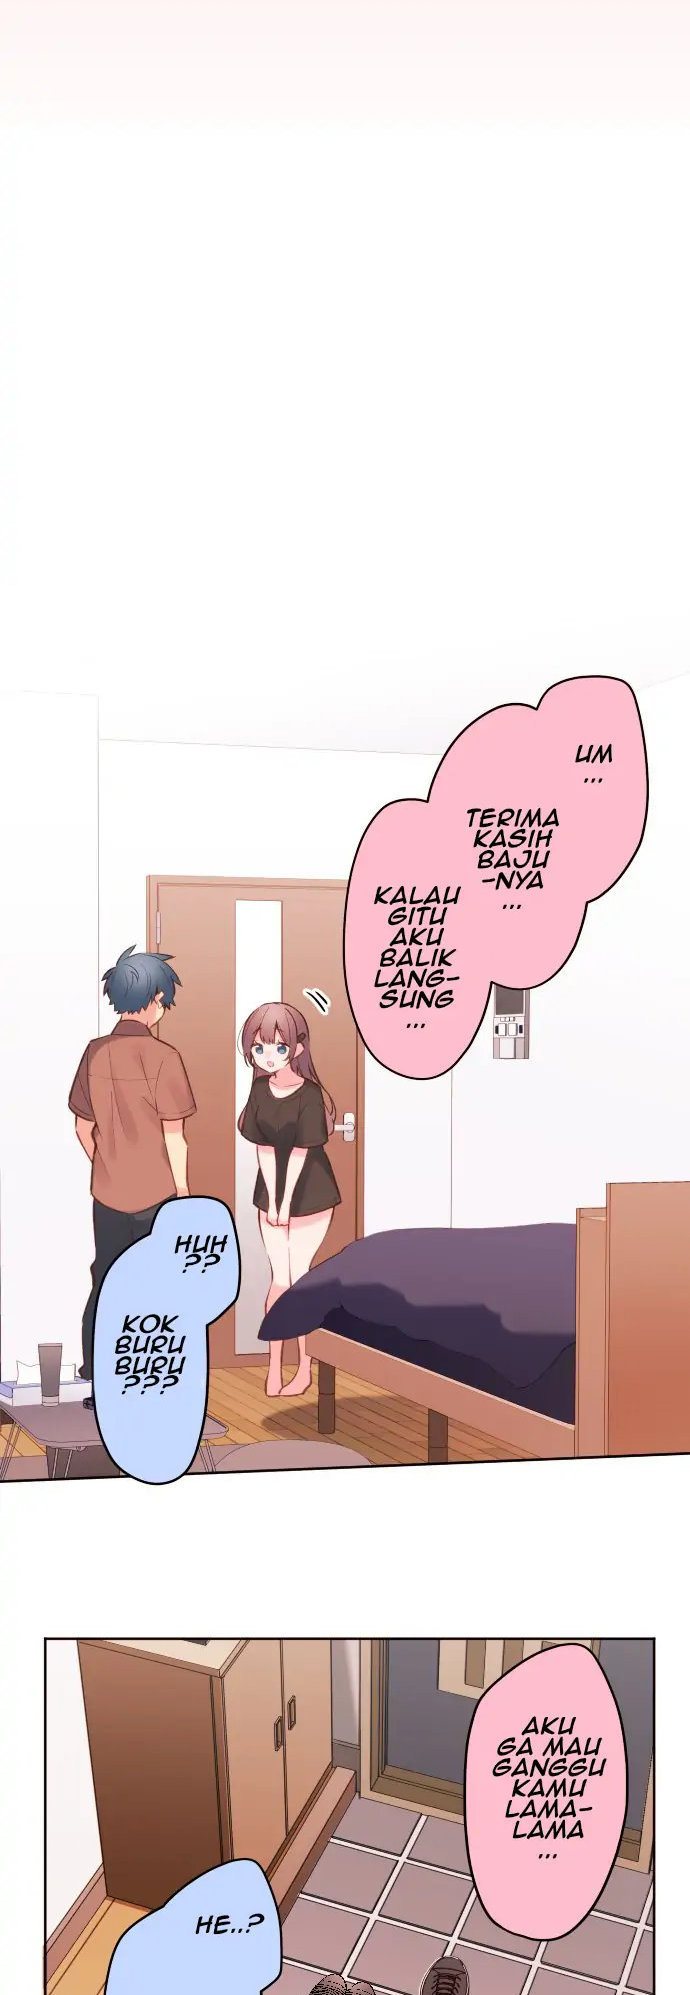 UM
...
TERIMA
KASIH
BAJU
-NYA
...
KALAU
GITU
AKU
BALIK
LANG-
SUNG
...
HUH
??
KOK
BURU
BURU
???
AKU
GA MAU
GANGGU
KAMU
LAMA-
LAMA
...
HE..?